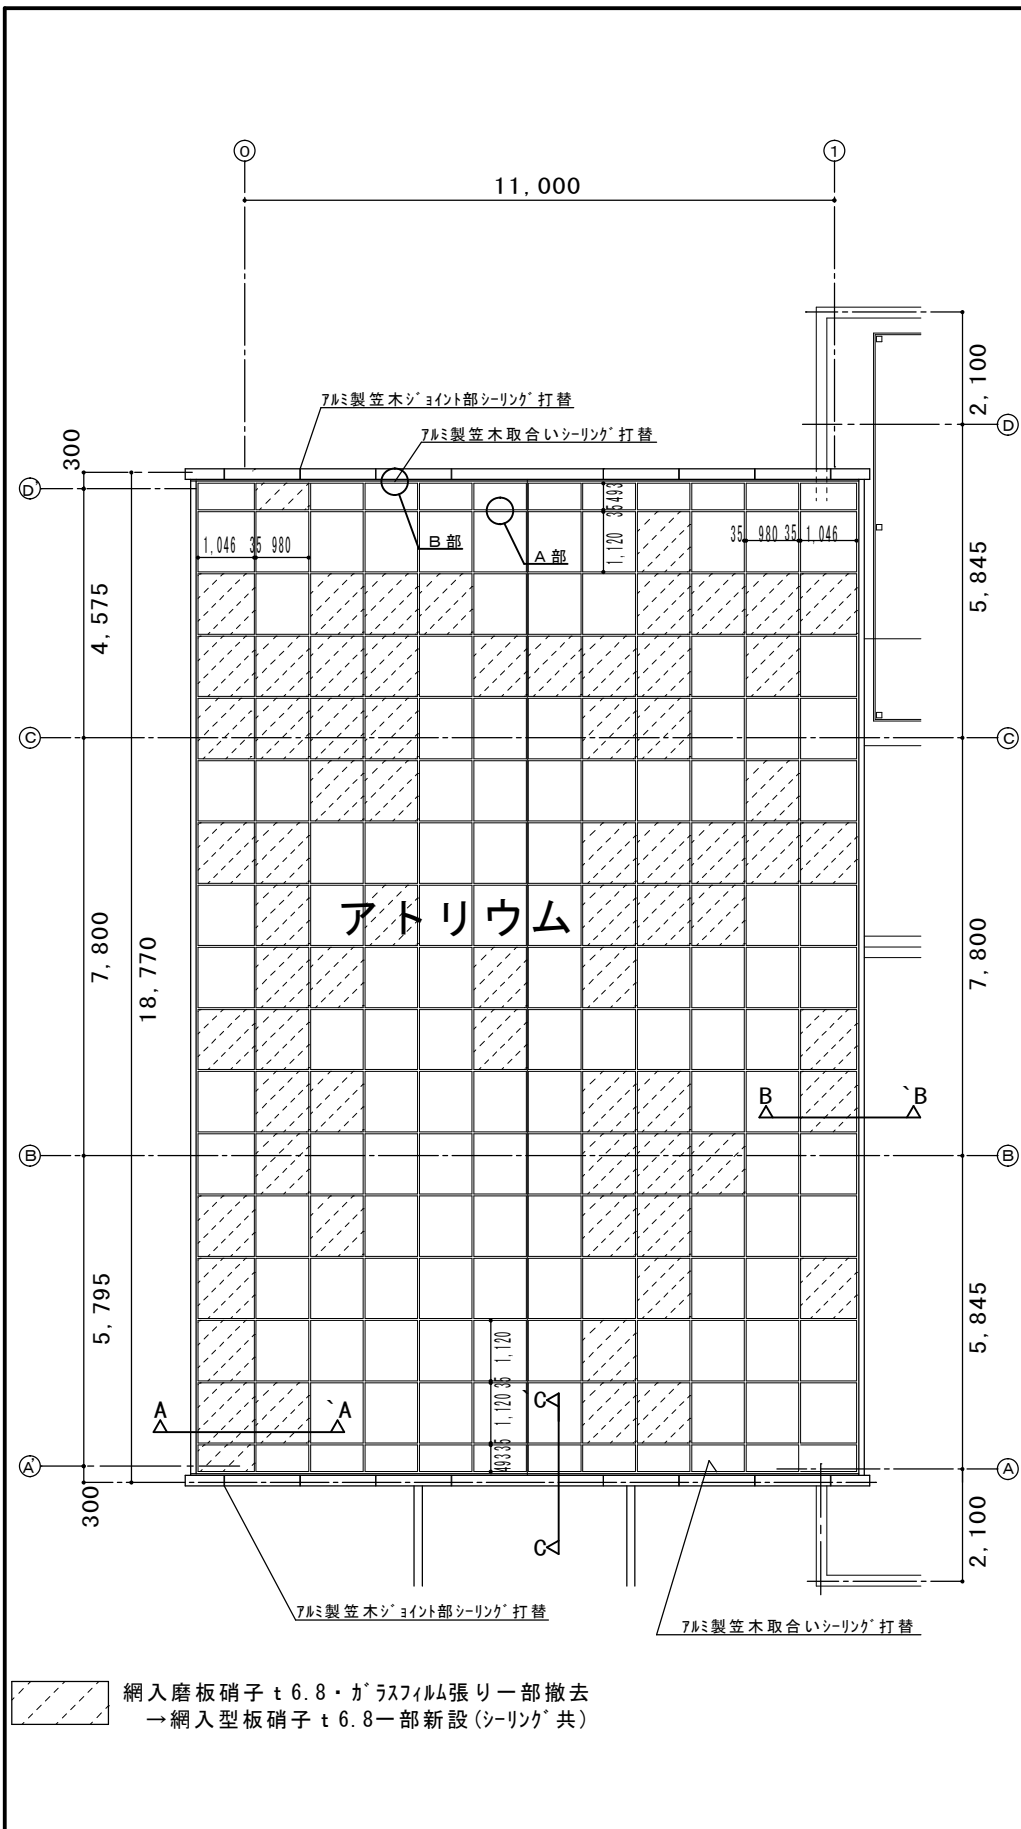 0
1
11,000
2,100
アルミ製笠木ジョイント部シーリング打替
アルミ製笠木取合いシーリング打替
D
300
D'
35 493
1,120
B部
A部
1,046 35 980
35 980 35 1,046
4,575
5,845
C
C
アトリウム
7,800
18,770
7,800
B `B
B
B
5,795
5,845
1,120
35
1,120
35
493
A `A
`C
A'
A
300
C
2,100
アルミ製笠木ジョイント部シーリング打替
アルミ製笠木取合いシーリング打替
網入磨板硝子 t 6.8・ガラスフィルム張り一部撤去
→網入型板硝子 t 6.8一部新設(シーリング共)